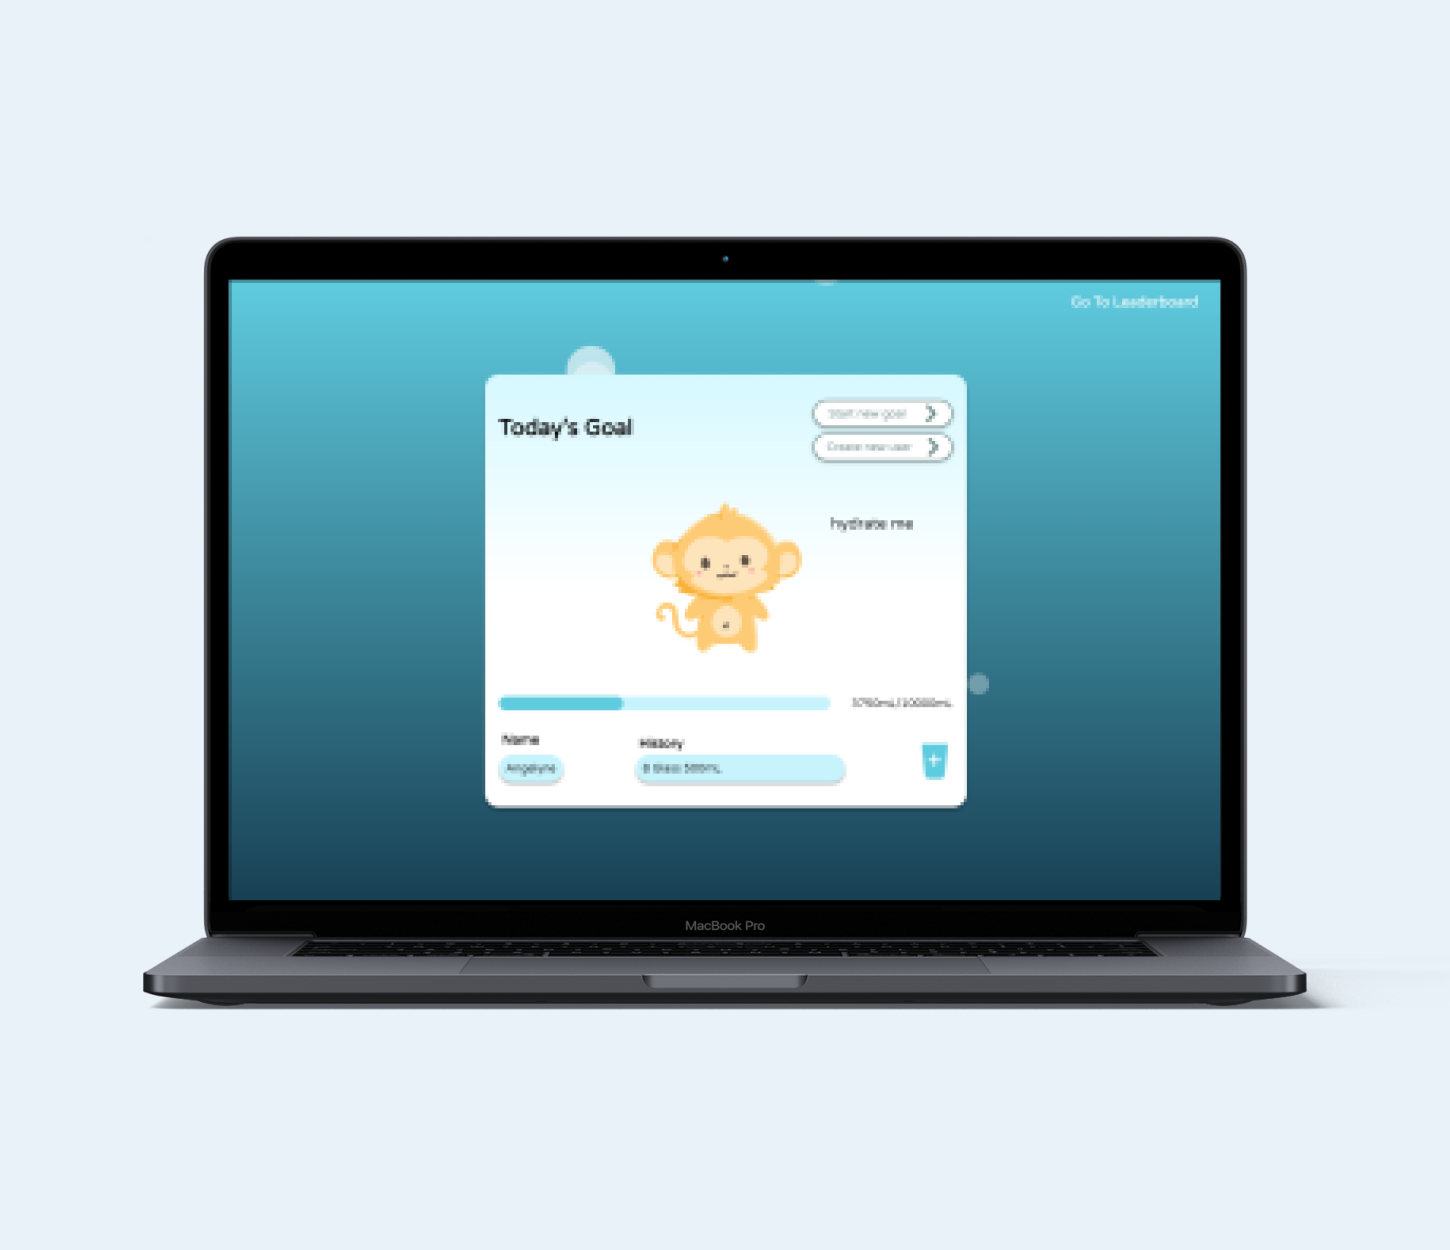 Go To Leaderboard
Today's Goal
Start new goal
Create new user
hydrate me
3750mL/10000mL
Name
History
Angelyne
8 Glass 500mL
MacBook Pro